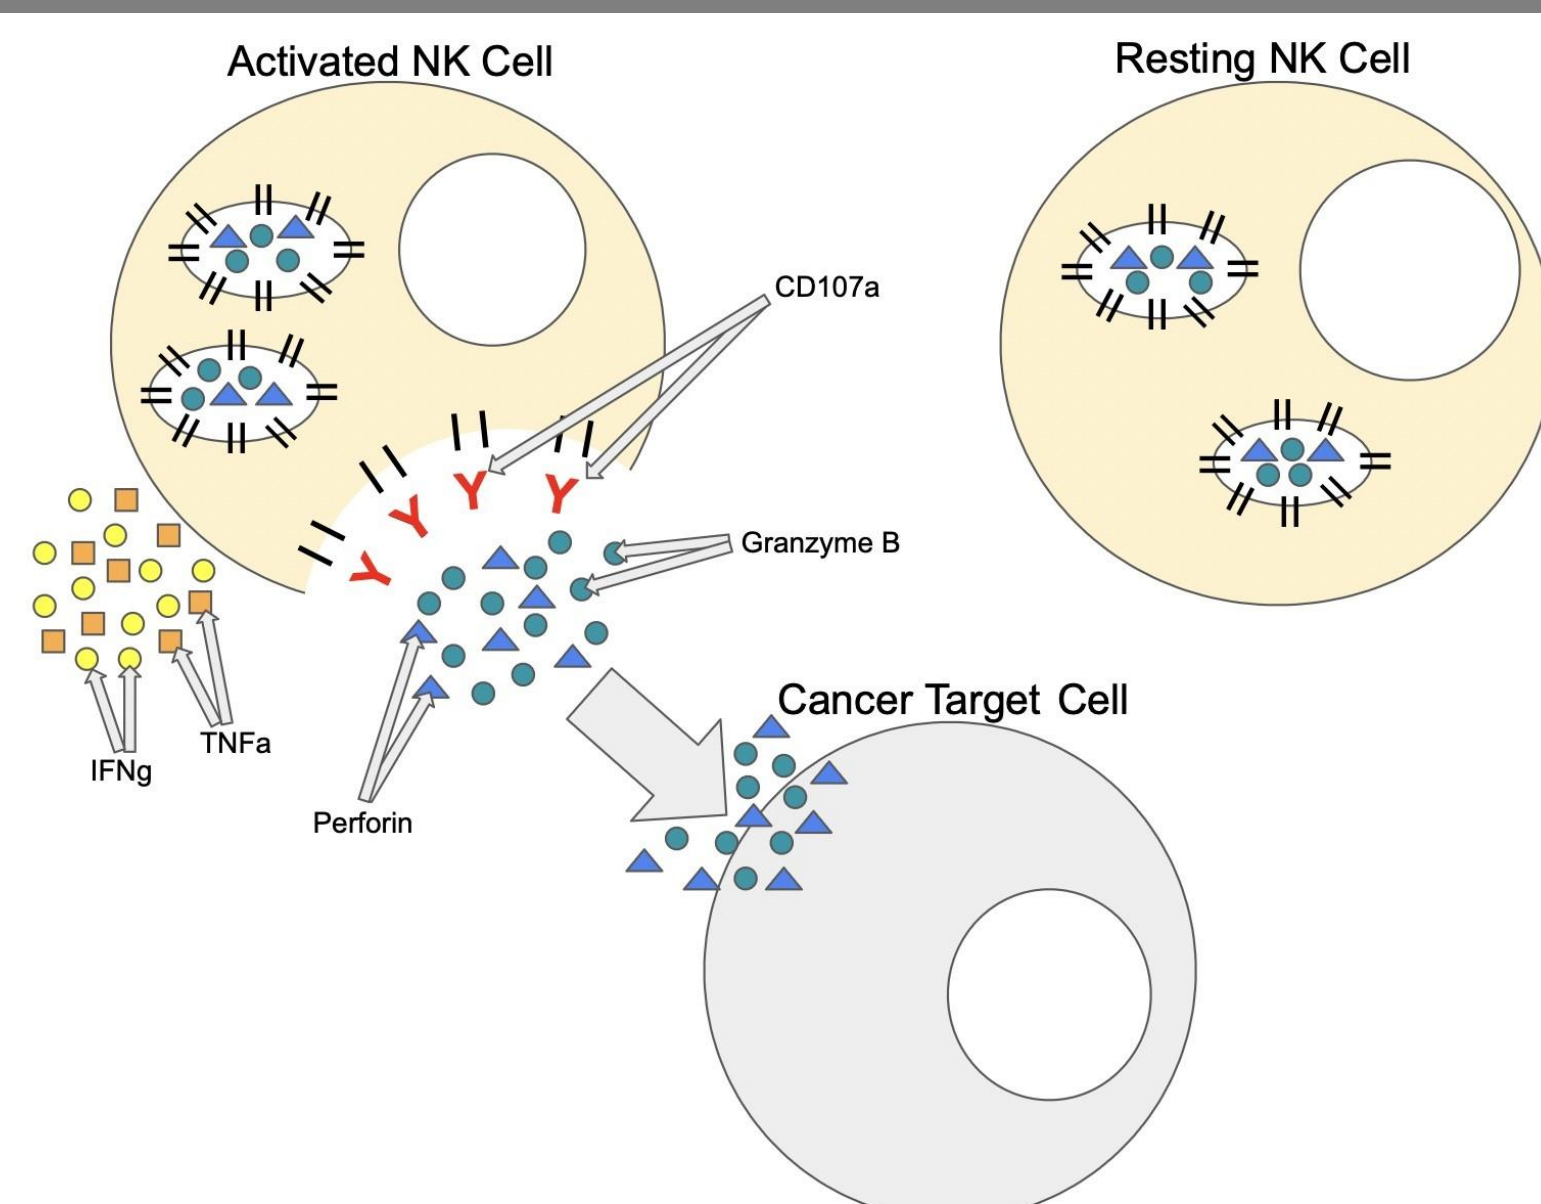 Activated NK Cell
Resting NK Cell
CD107a
Granzyme B
Cancer Target Cell
TNFa
IFNg
Perforin